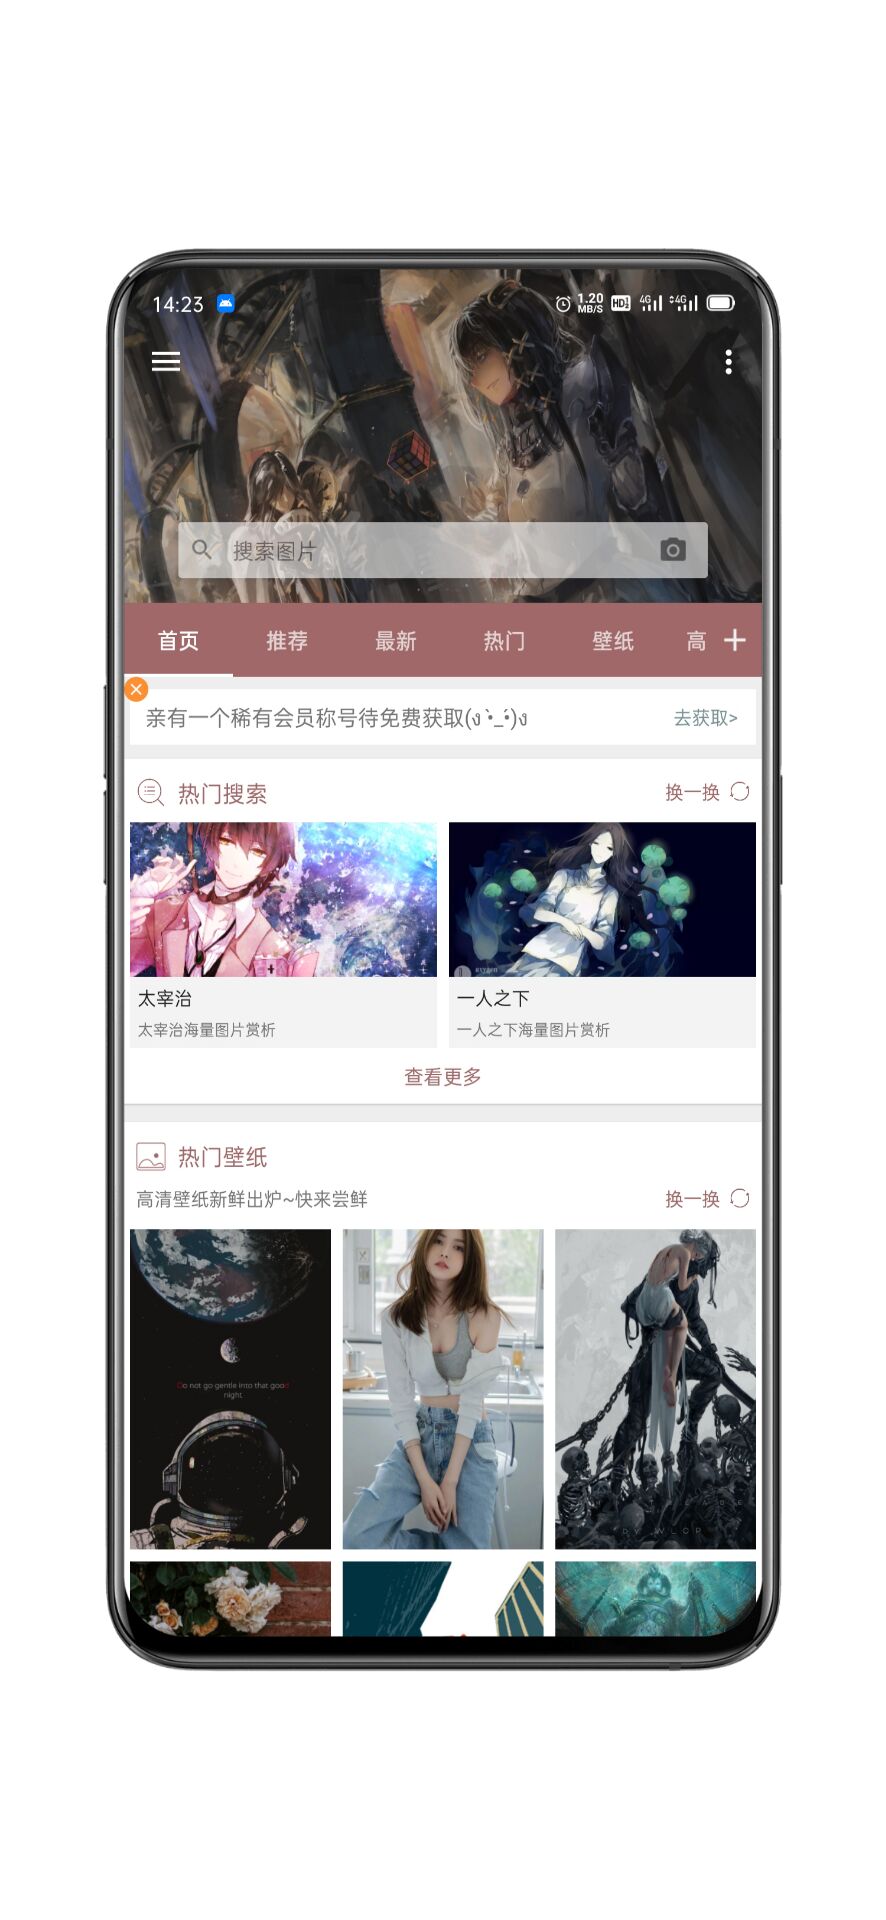 14:23
1.20
MB/S
HD
4G
4G
搜索图片
首页 推荐 最新 热门 壁纸 高
亲有一个稀有会员称号待免费获取(ง •̀_•́)ง 去获取>
热门搜索 换一换
太宰治 一人之下
太宰治海量图片赏析 一人之下海量图片赏析
查看更多
热门壁纸
高清壁纸新鲜出炉~快来尝鲜 换一换
Do not go gentle into that good
night.
BY WLOP